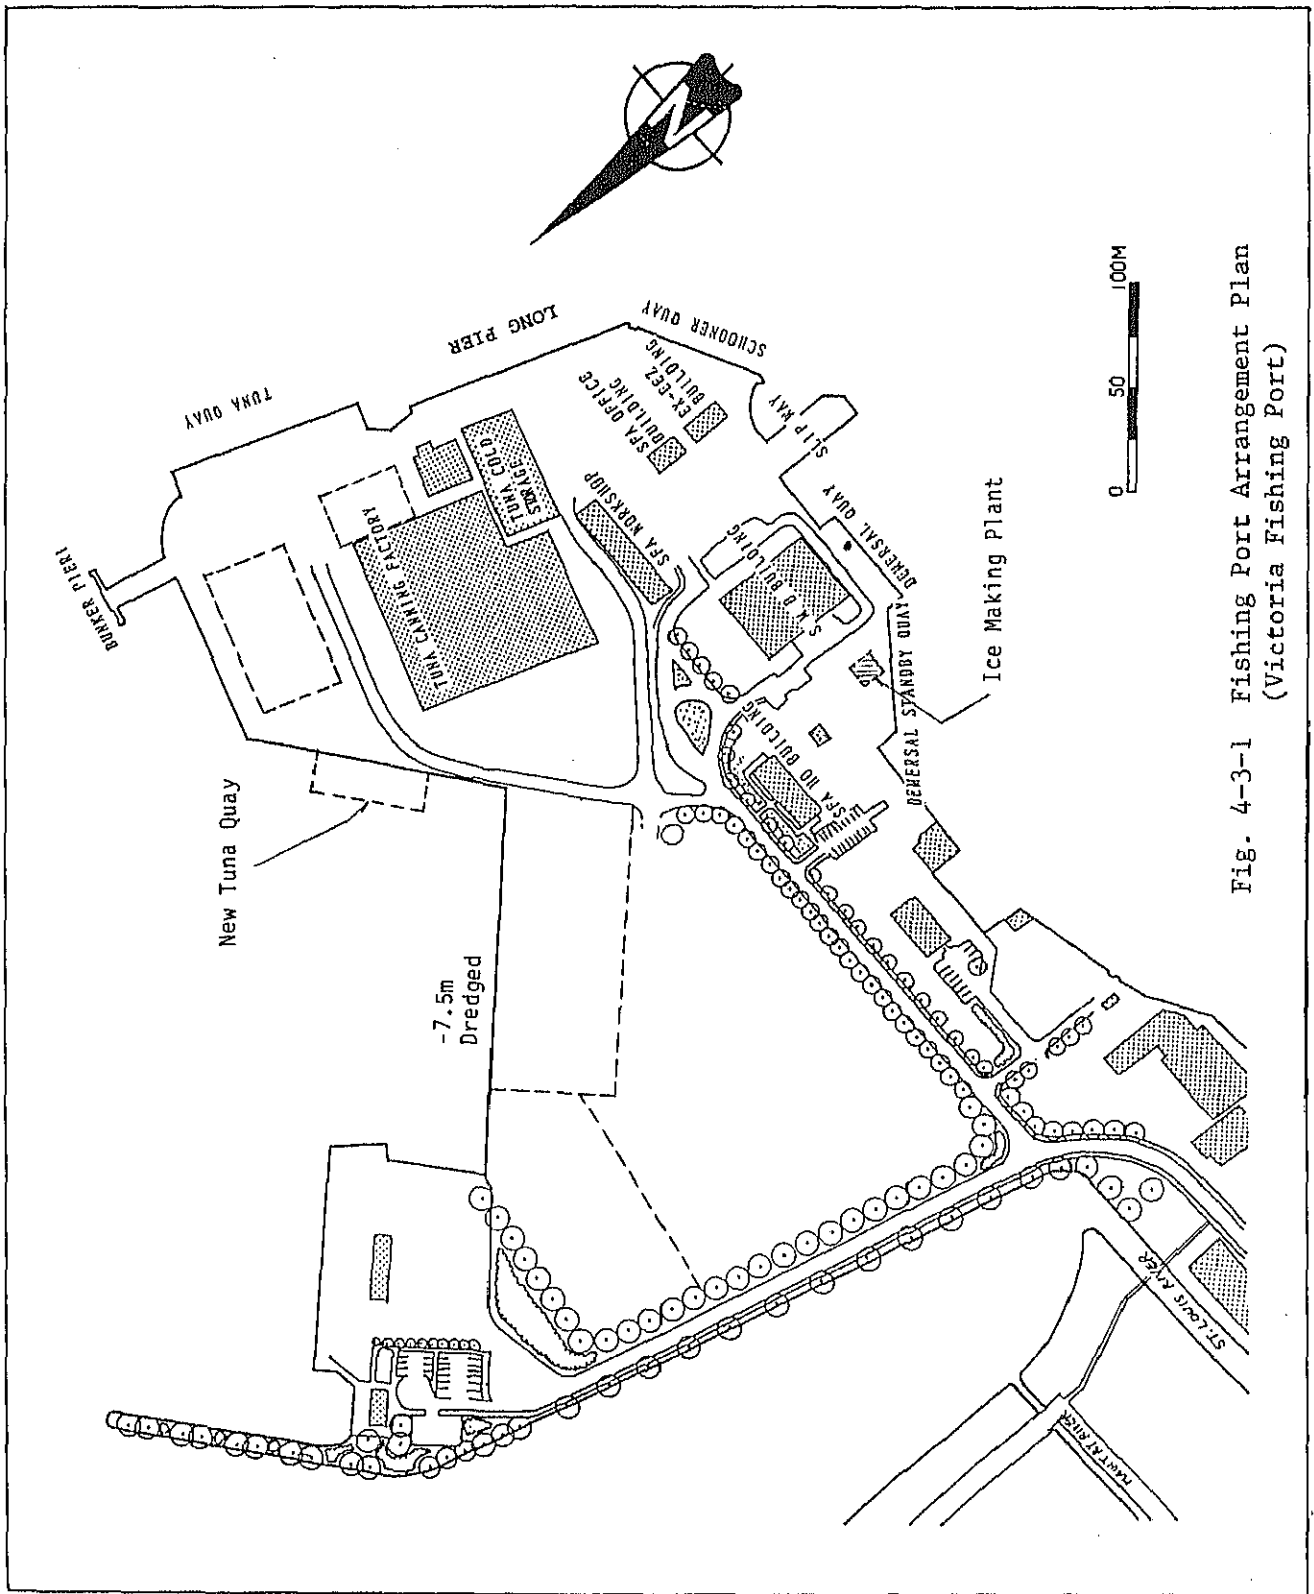 N
BUNKER PIER1
TUNA QUAY
LONG PIER
SCHOONER QUAY
SLIP WAY
DEMERSAL QUAY
DEMERSAL STANDBY QUAY
TUNA CANNING FACTORY
TUNA COLD
STORAGE
SFA WORKSHOP
SFA OFFICE
BUILDING
EX-EEZ
BUILDING
S M B BUILDING
SFA HQ BUILDING
Ice Making Plant
New Tuna Quay
-7.5m
Dredged
ST. LOUIS RIVER
0 50 100M
Fig. 4-3-1 Fishing Port Arrangement Plan
(Victoria Fishing Port)